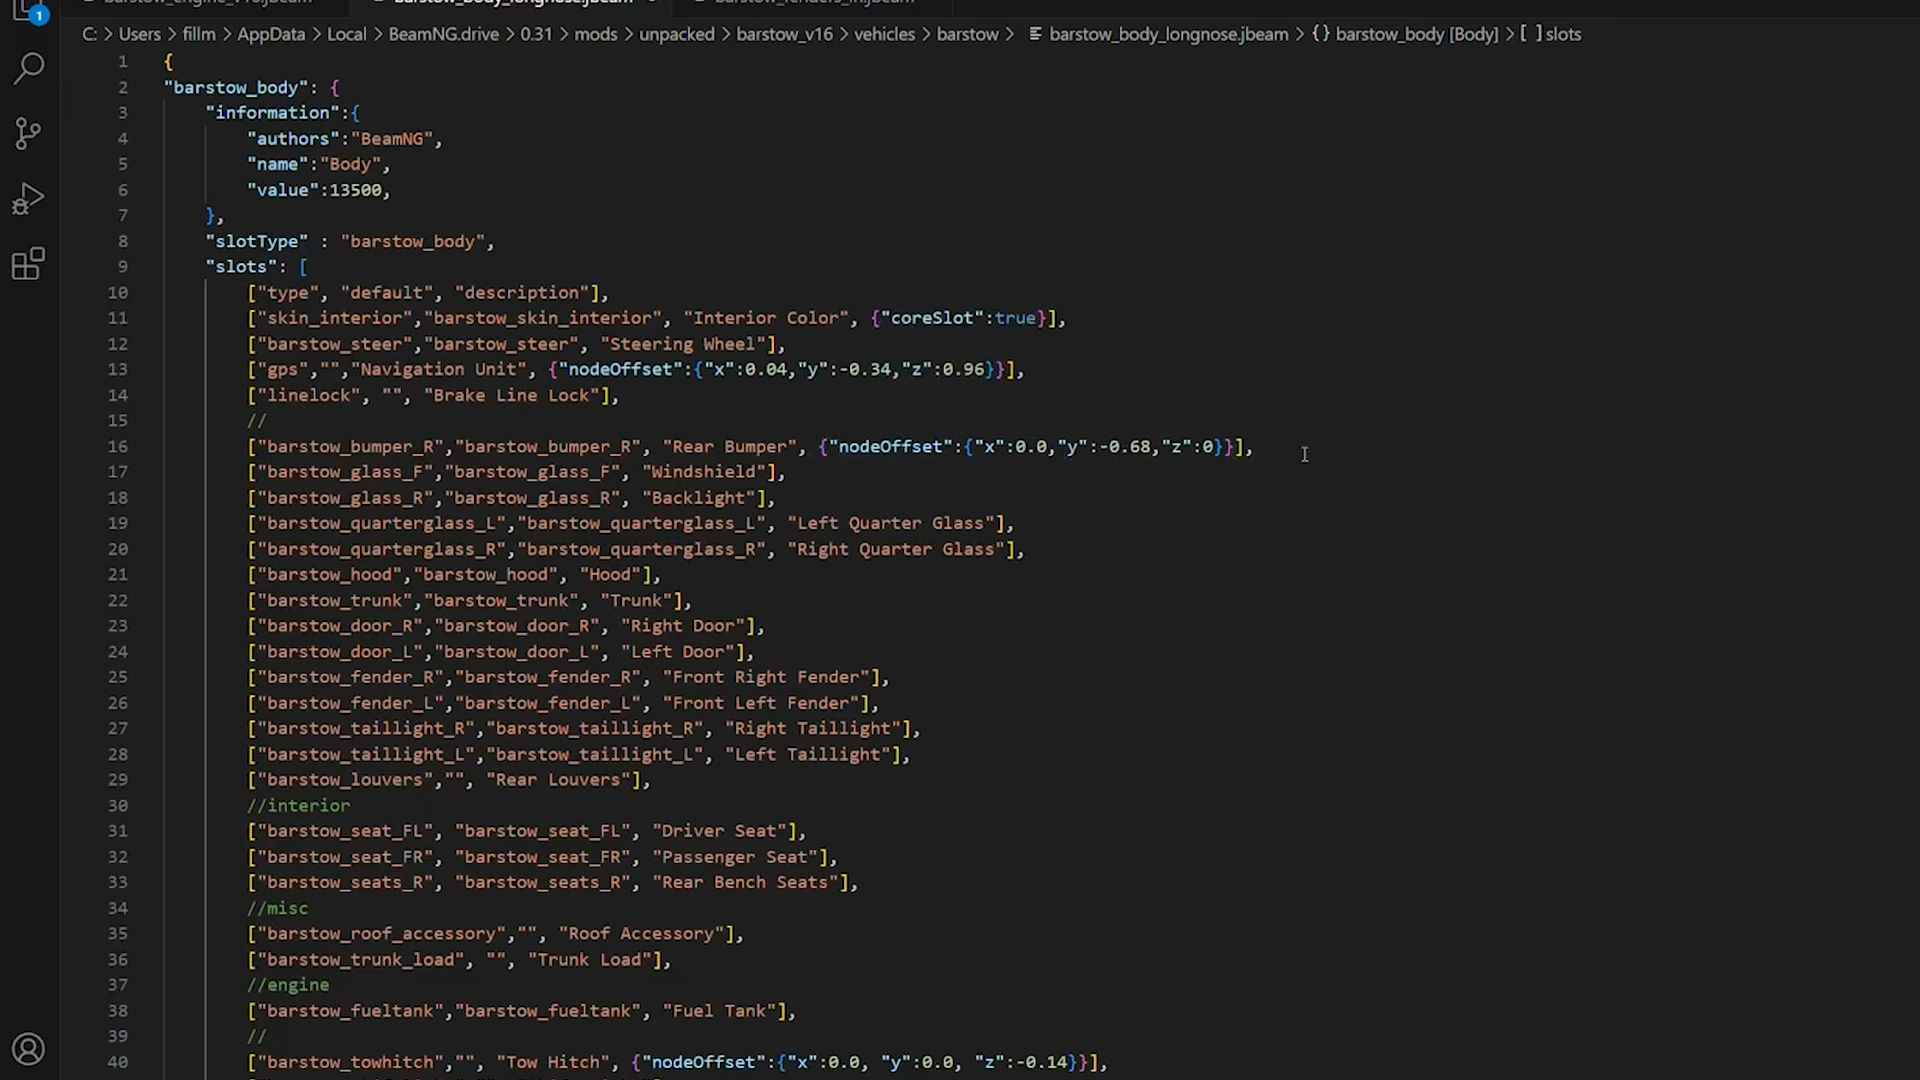 barstow_body_longnose.jbeam
1
C: > Users > fillm > AppData > Local > BeamNG.drive > 0.31 > mods > unpacked > barstow_v16 > vehicles > barstow > barstow_body_longnose.jbeam > {} barstow_body [Body] > [ ] slots
1 {
2 "barstow_body": {
3 "information":{
4 "authors":"BeamNG",
5 "name":"Body",
6 "value":13500,
7 },
8 "slotType" : "barstow_body",
9 "slots": [
10 ["type", "default", "description"],
11 ["skin_interior","barstow_skin_interior", "Interior Color", {"coreSlot":true}],
12 ["barstow_steer","barstow_steer", "Steering Wheel"],
13 ["gps","","Navigation Unit", {"nodeOffset":{"x":0.04,"y":-0.34,"z":0.96}}],
14 ["linelock", "", "Brake Line Lock"],
15 //
16 ["barstow_bumper_R","barstow_bumper_R", "Rear Bumper", {"nodeOffset":{"x":0.0,"y":-0.68,"z":0}}],
17 ["barstow_glass_F","barstow_glass_F", "Windshield"],
18 ["barstow_glass_R","barstow_glass_R", "Backlight"],
19 ["barstow_quarterglass_L","barstow_quarterglass_L", "Left Quarter Glass"],
20 ["barstow_quarterglass_R","barstow_quarterglass_R", "Right Quarter Glass"],
21 ["barstow_hood","barstow_hood", "Hood"],
22 ["barstow_trunk","barstow_trunk", "Trunk"],
23 ["barstow_door_R","barstow_door_R", "Right Door"],
24 ["barstow_door_L","barstow_door_L", "Left Door"],
25 ["barstow_fender_R","barstow_fender_R", "Front Right Fender"],
26 ["barstow_fender_L","barstow_fender_L", "Front Left Fender"],
27 ["barstow_taillight_R","barstow_taillight_R", "Right Taillight"],
28 ["barstow_taillight_L","barstow_taillight_L", "Left Taillight"],
29 ["barstow_louvers","", "Rear Louvers"],
30 //interior
31 ["barstow_seat_FL", "barstow_seat_FL", "Driver Seat"],
32 ["barstow_seat_FR", "barstow_seat_FR", "Passenger Seat"],
33 ["barstow_seats_R", "barstow_seats_R", "Rear Bench Seats"],
34 //misc
35 ["barstow_roof_accessory","", "Roof Accessory"],
36 ["barstow_trunk_load", "", "Trunk Load"],
37 //engine
38 ["barstow_fueltank","barstow_fueltank", "Fuel Tank"],
39 //
40 ["barstow_towhitch","", "Tow Hitch", {"nodeOffset":{"x":0.0, "y":0.0, "z":-0.14}}],